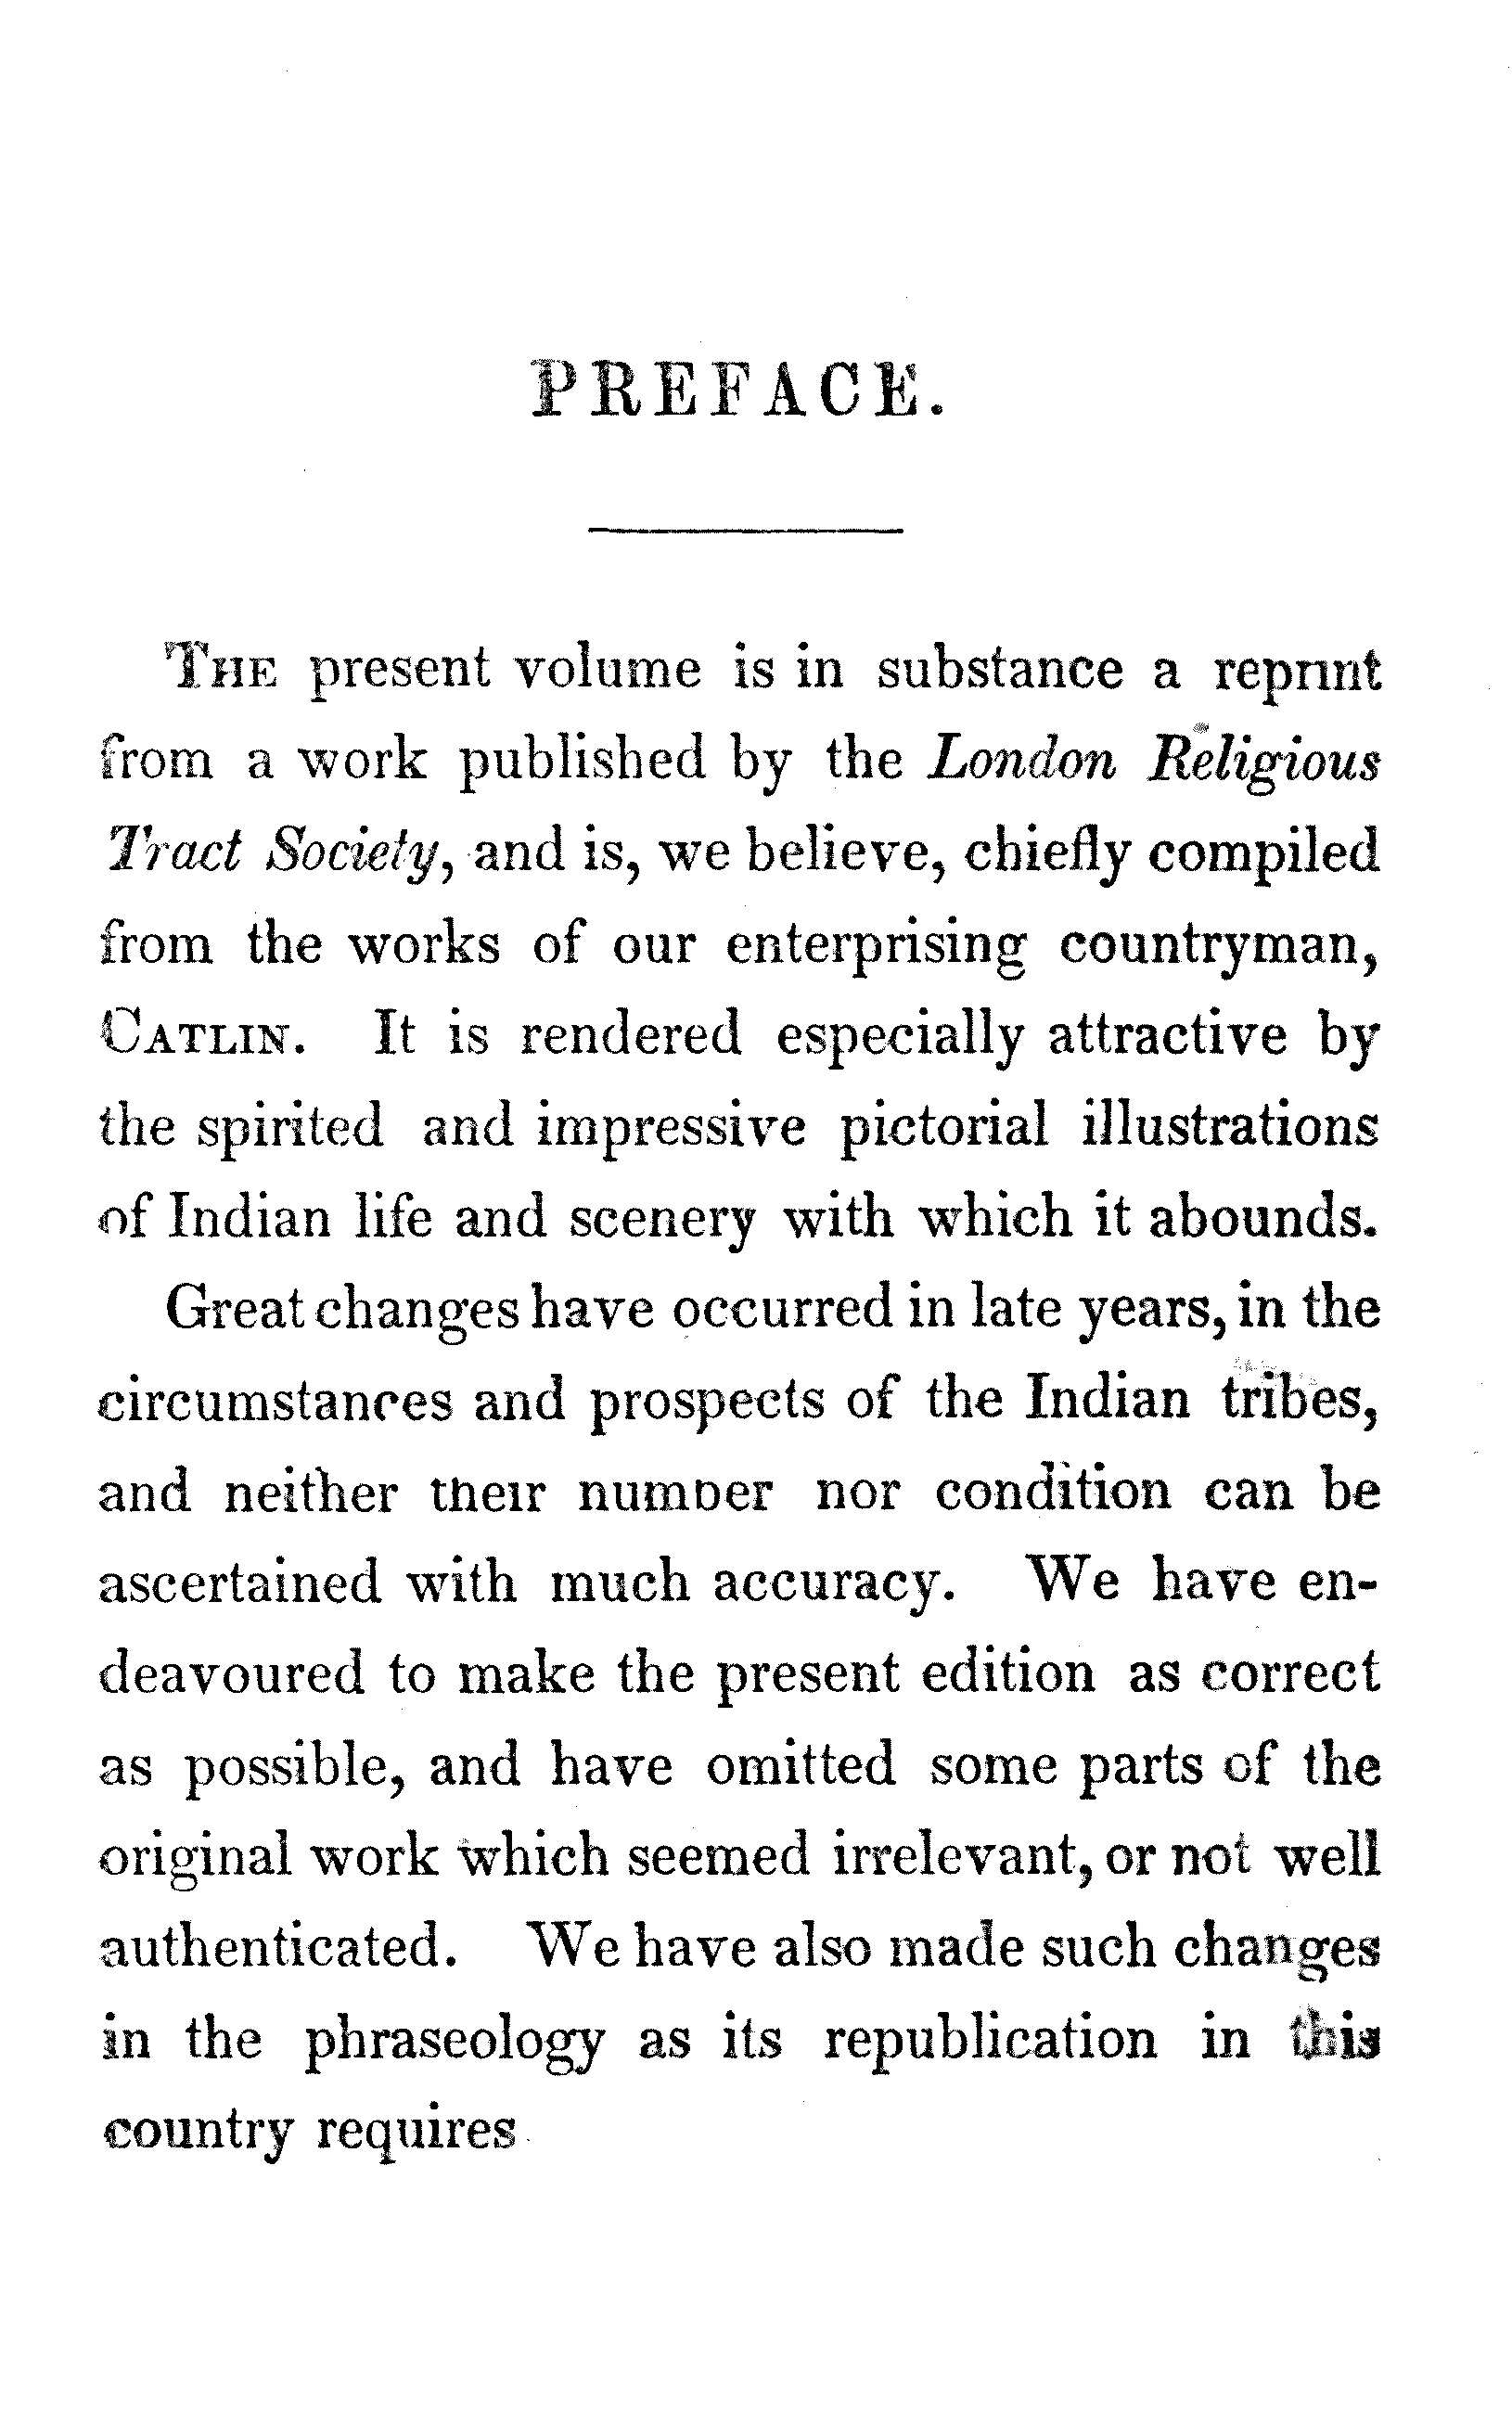 PREFACE.
THE present volume is in substance a reprint
from a work published by the London Religious
Tract Society, and is, we believe, chiefly compiled
from the works of our enterprising countryman,
CATLIN. It is rendered especially attractive by
the spirited and impressive pictorial illustrations
of Indian life and scenery with which it abounds.
Great changes have occurred in late years, in the
circumstances and prospects of the Indian tribes,
and neither their number nor condition can be
ascertained with much accuracy. We have en-
deavoured to make the present edition as correct
as possible, and have omitted some parts of the
original work which seemed irrelevant, or not well
authenticated. We have also made such changes
in the phraseology as its republication in this
country requires